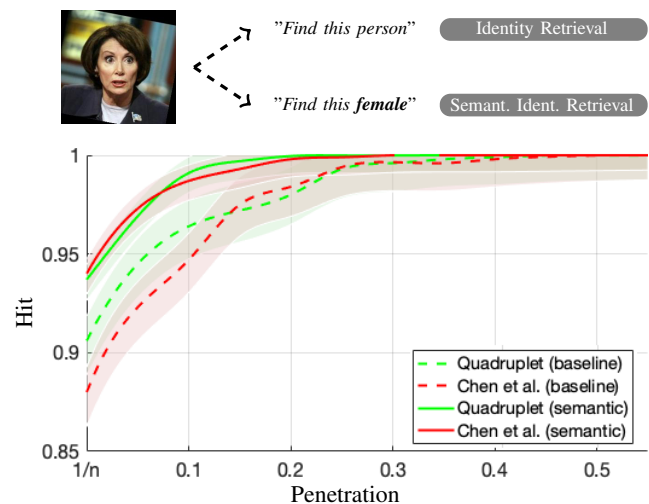 ”Find this person”
Identity Retrieval
”Find this female”
Semant. Ident. Retrieval
1
0.95
0.9
0.85
Hit
Quadruplet (baseline)
Chen et al. (baseline)
Quadruplet (semantic)
Chen et al. (semantic)
1/n
0.1
0.2
0.3
0.4
0.5
Penetration